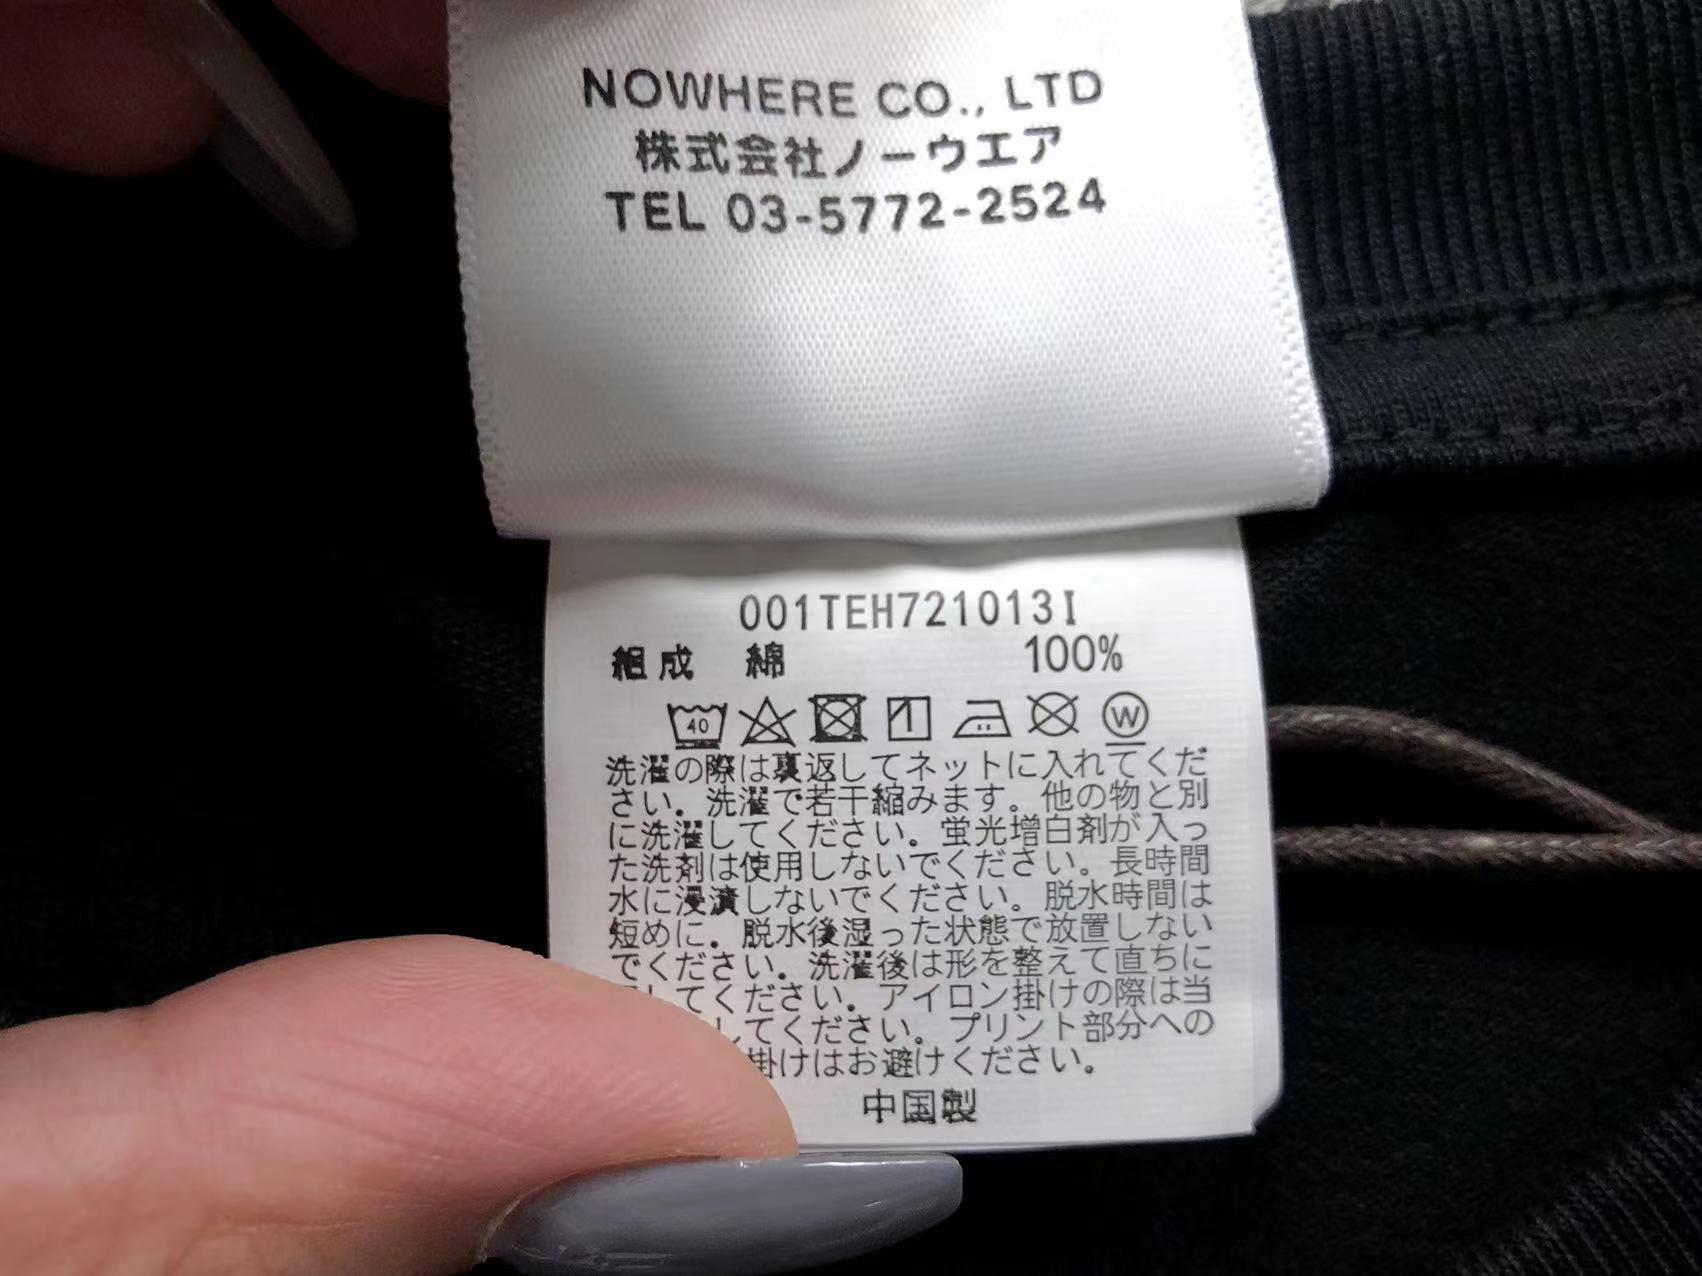 NOWHERE CO., LTD
株式会社ノーウエア
TEL 03-5772-2524
001TEH721013I
組成 綿 100%
40 W
洗濯の際は裏返してネットに入れてくだ
さい。洗濯で若干縮みます。他の物と別
に洗濯してください。蛍光増白剤が入っ
た洗剤は使用しないでください。長時間
水に浸漬しないでください。脱水時間は
短めに。脱水後湿った状態で放置しない
でください。洗濯後は形を整えて直ちに
してください。アイロン掛けの際は当
してください。プリント部分への
掛けはお避けください。
中国製